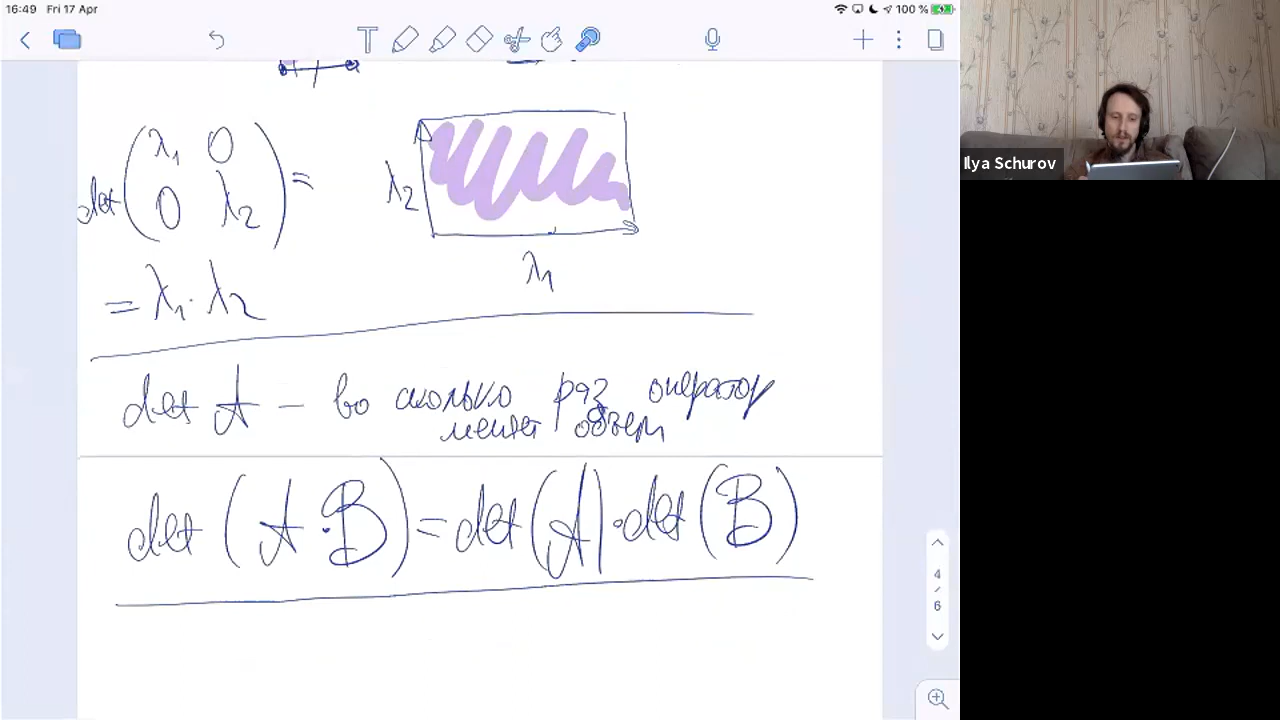 16:49 Fri 17 Apr
100 %
T
det(λ₁ 0
0 λ₂) =
λ₂
λ₁
= λ₁·λ₂
det A – во сколько раз оператор
меняет объем
det(A·B) = det(A)·det(B)
4
/
6
Ilya Schurov